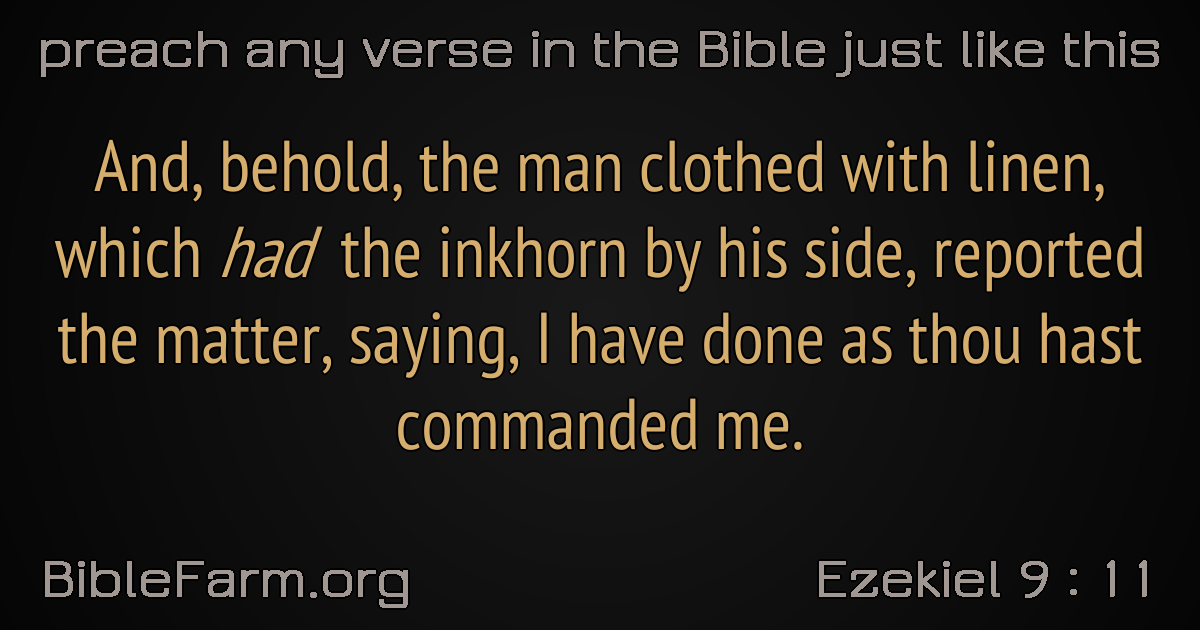 preach any verse in the Bible just like this
And, behold, the man clothed with linen,
which had the inkhorn by his side, reported
the matter, saying, I have done as thou hast
commanded me.
BibleFarm.org
Ezekiel 9 : 11